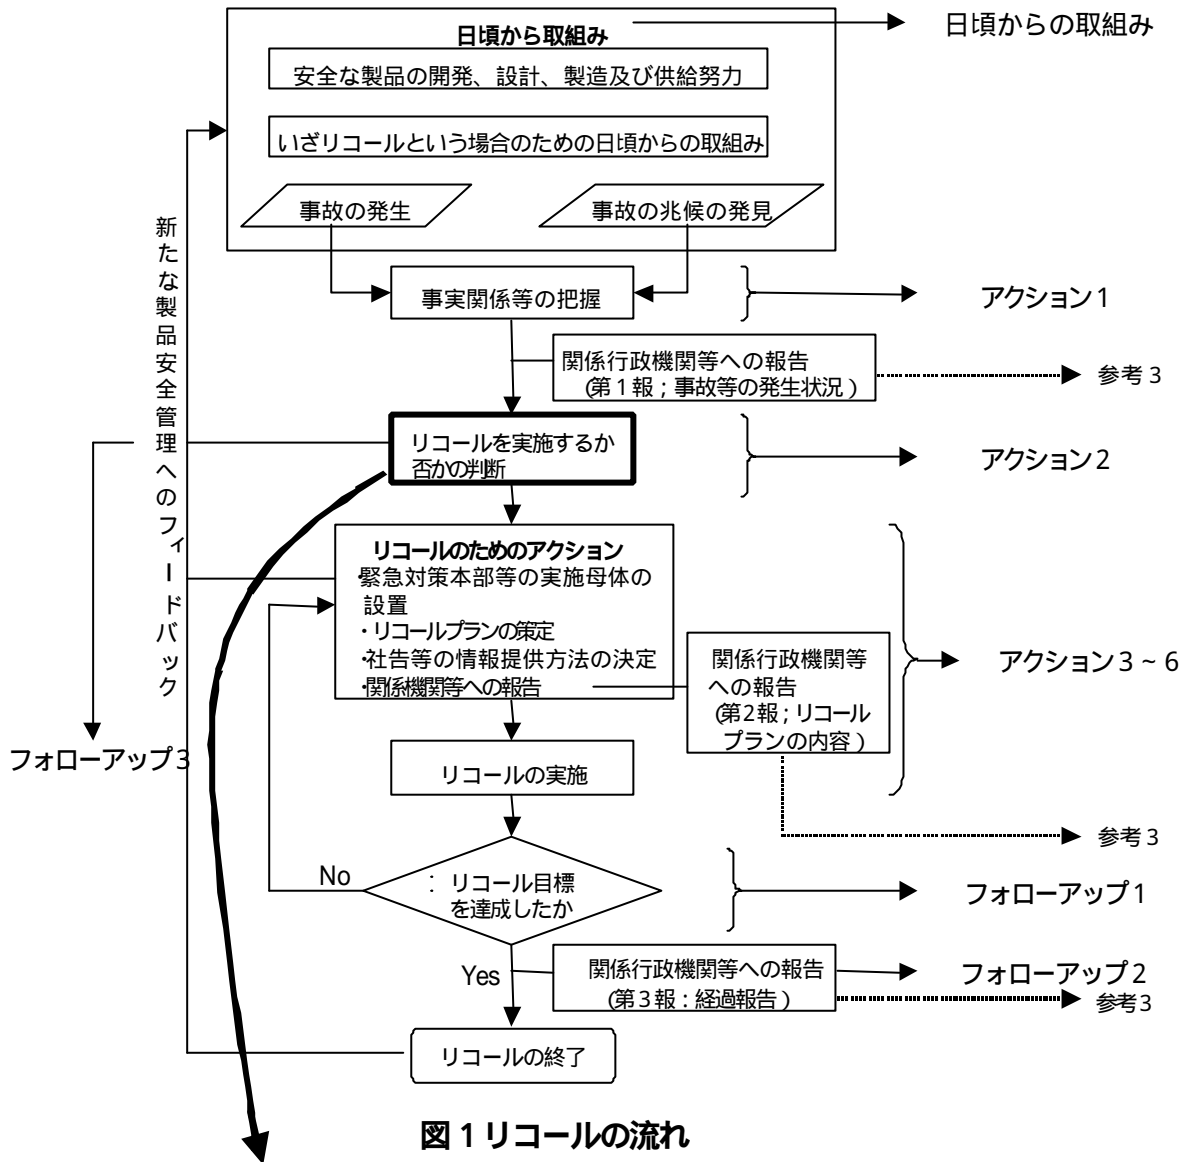 日頃から取組み
日頃からの取組み
安全な製品の開発、設計、製造及び供給努力
いざリコールという場合のための日頃からの取組み
事故の発生
事故の兆候の発見
新たな製品安全管理へのフィードバック
事実関係等の把握
アクション1
関係行政機関等への報告
(第1報;事故等の発生状況)
参考3
リコールを実施するか
否かの判断
アクション2
リコールのためのアクション
・緊急対策本部等の実施母体の
設置
・リコールプランの策定
・社告等の情報提供方法の決定
・関係機関等への報告
関係行政機関等
への報告
(第2報;リコール
プランの内容)
アクション3~6
フォローアップ3
リコールの実施
参考3
No
: リコール目標
を達成したか
フォローアップ1
Yes
関係行政機関等への報告
(第3報:経過報告)
フォローアップ2
参考3
リコールの終了
図1リコールの流れ